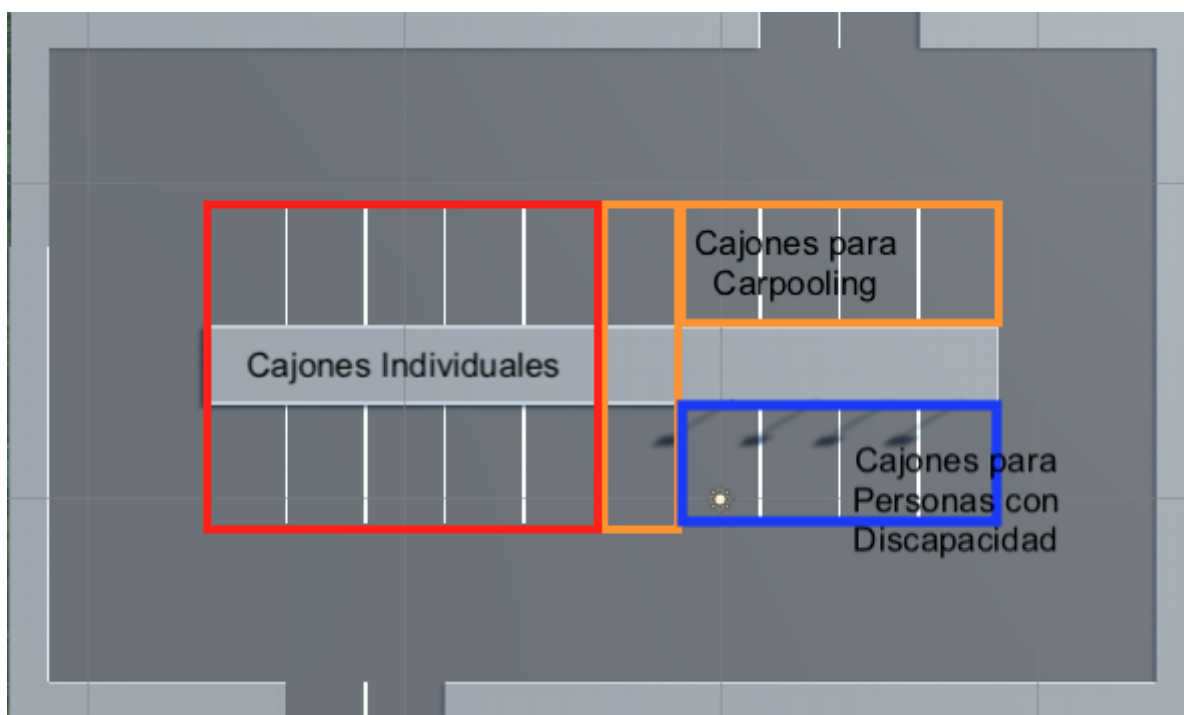 Cajones para
Carpooling
Cajones Individuales
Cajones para
Personas con
Discapacidad